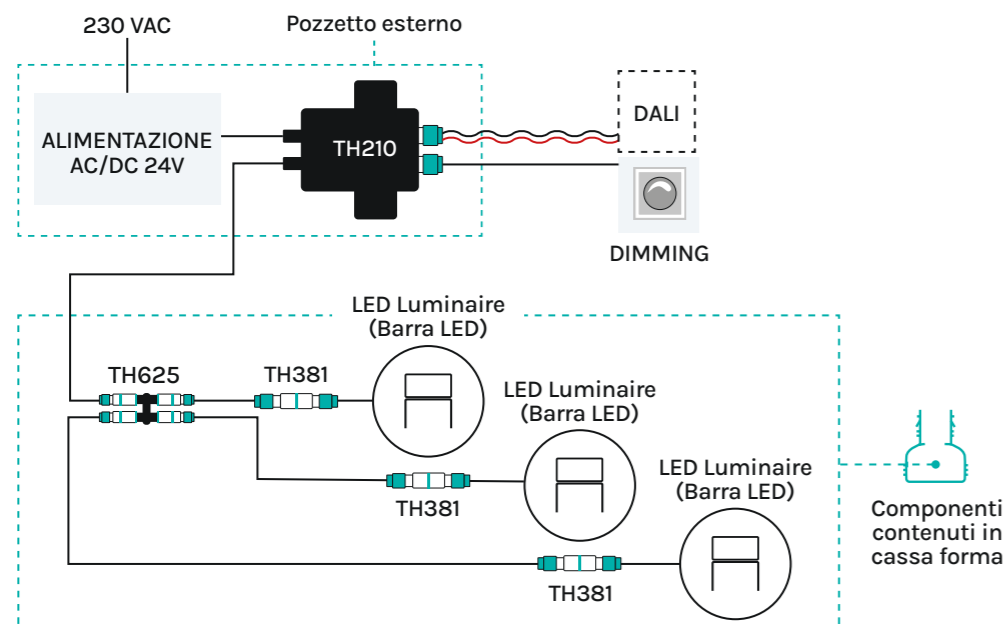 230 VAC
Pozzetto esterno
ALIMENTAZIONE
AC/DC 24V
TH210
DALI
DIMMING
LED Luminaire
(Barra LED)
TH625
TH381
LED Luminaire
(Barra LED)
TH381
LED Luminaire
(Barra LED)
TH381
Componenti
contenuti in
cassa forma